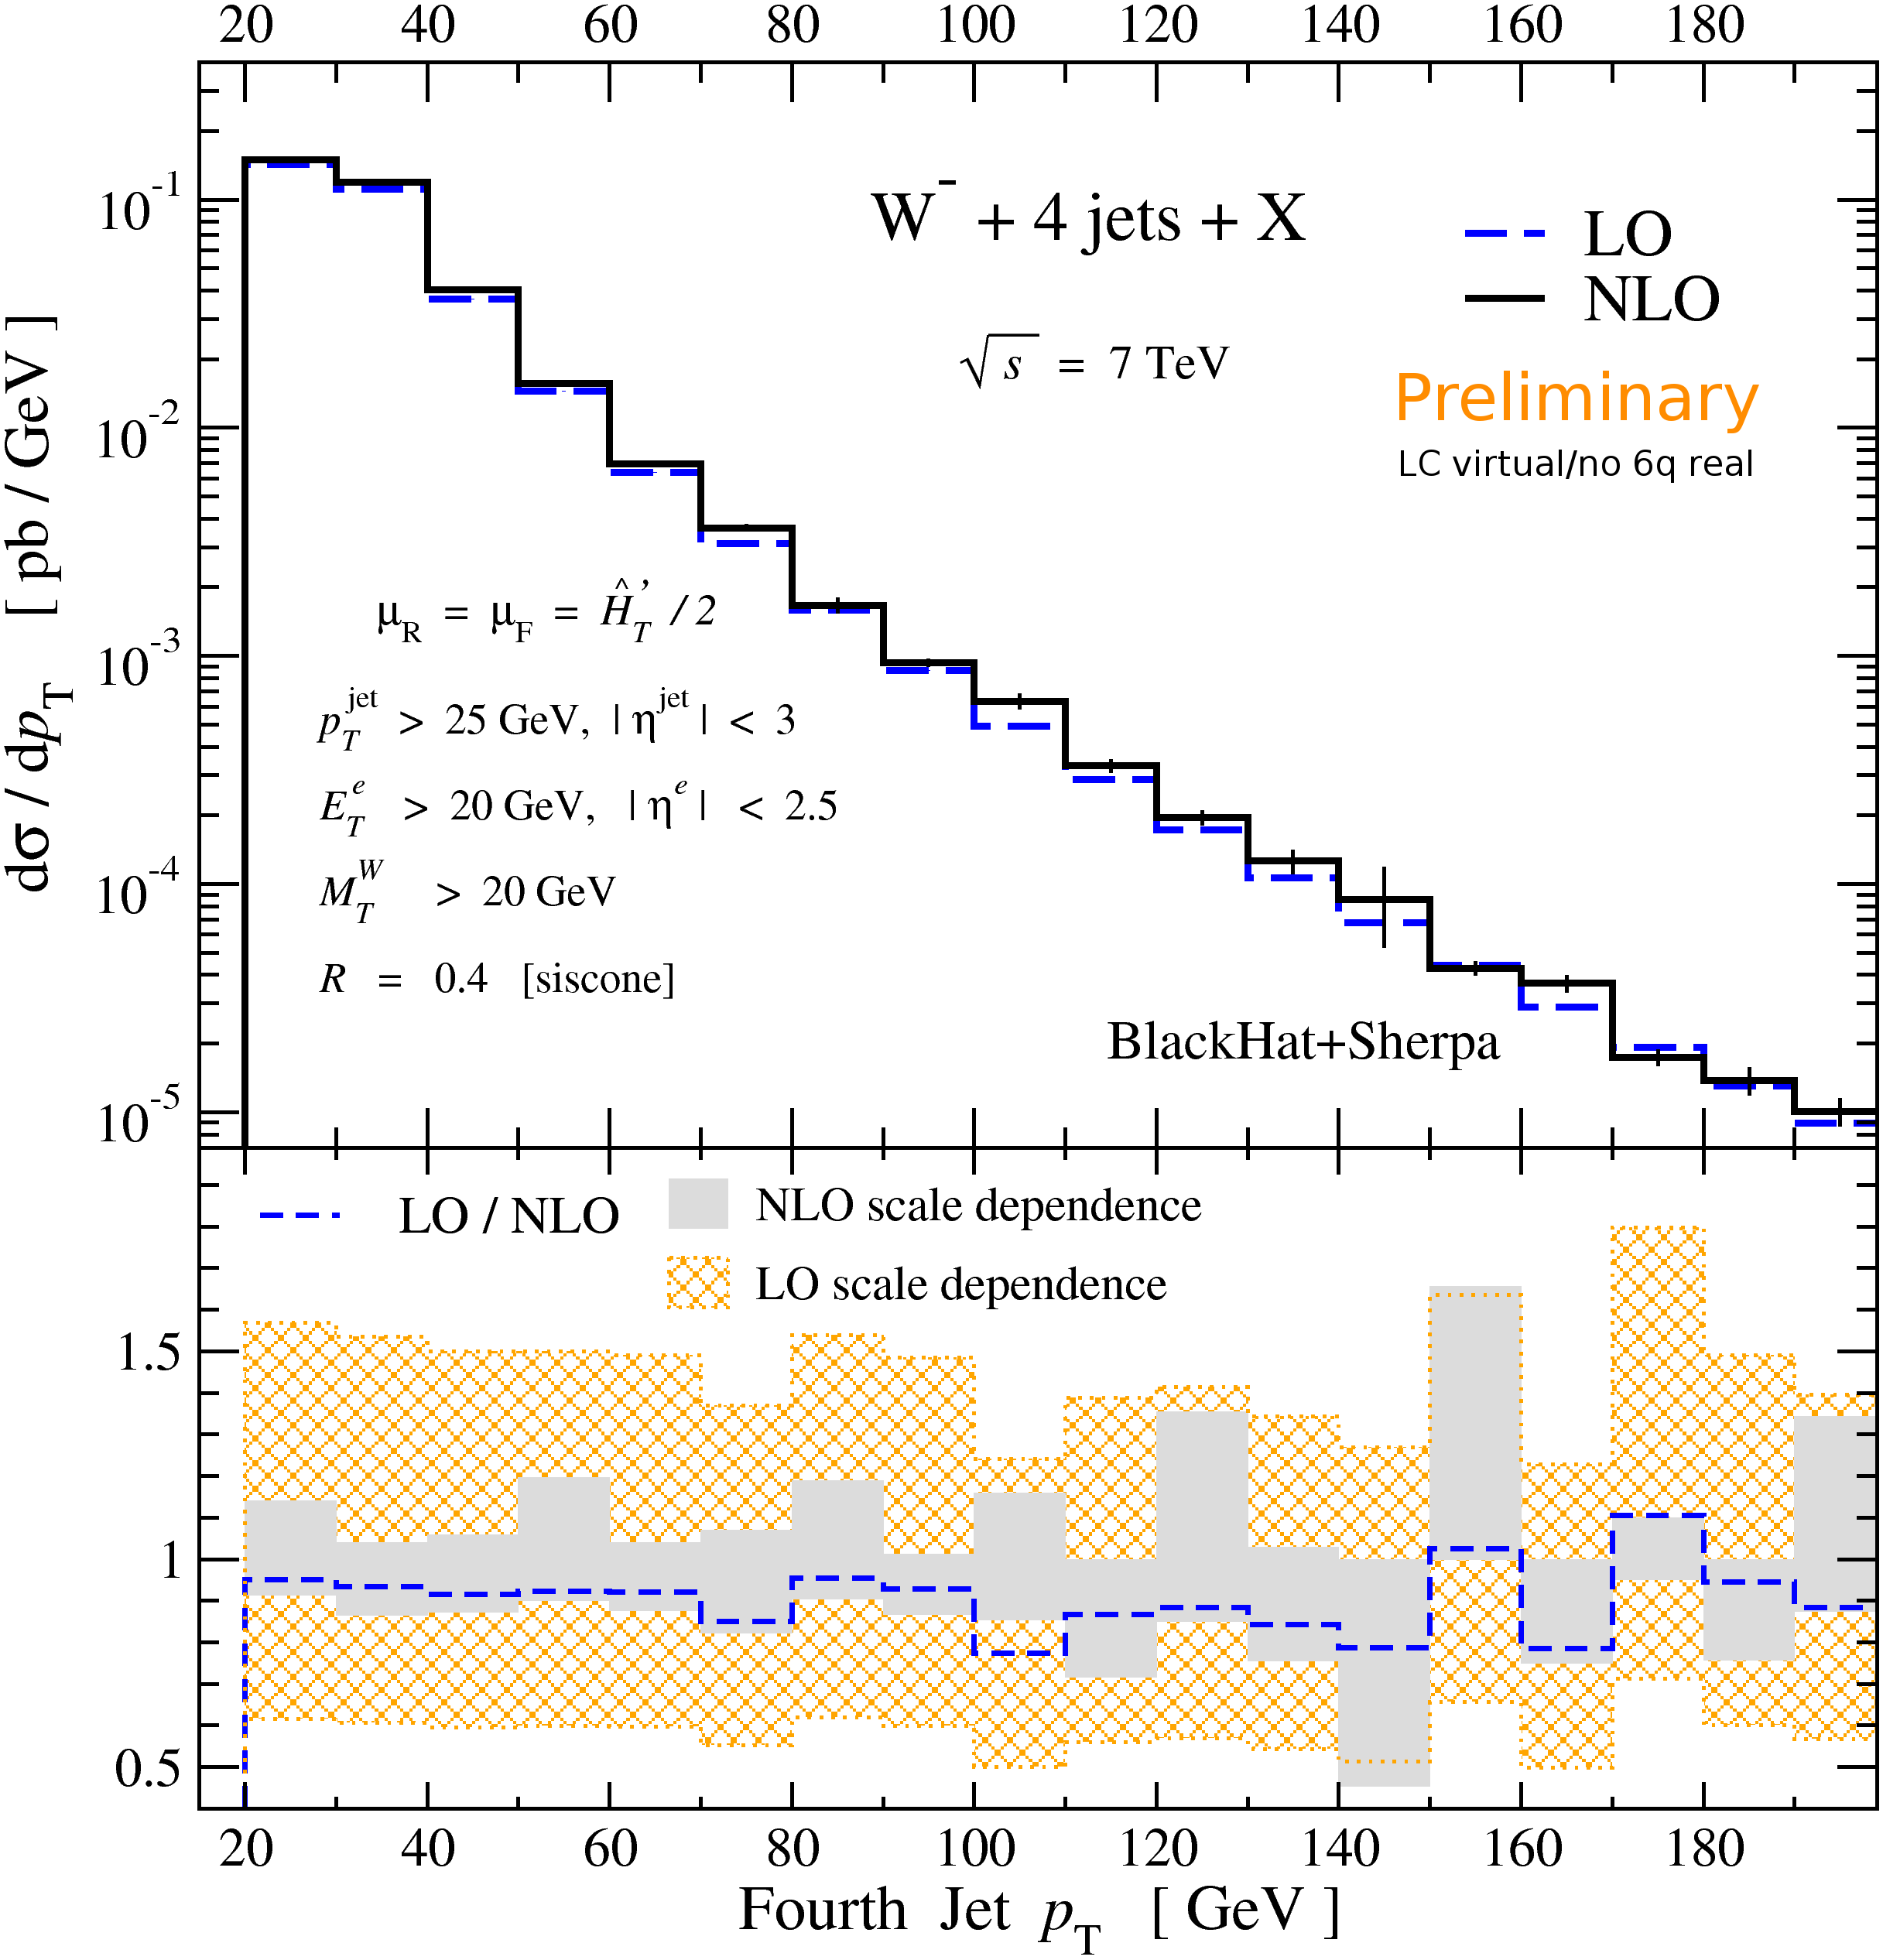 20 40 60 80 100 120 140 160 180
10^-1
10^-2
10^-3
10^-4
10^-5
dσ / dp_T [ pb / GeV ]
W^- + 4 jets + X
√s = 7 TeV
LO
NLO
Preliminary
LC virtual/no 6q real
μ_R = μ_F = Ĥ_T' / 2
p_T^jet > 25 GeV, | η^jet | < 3
E_T^e > 20 GeV, | η^e | < 2.5
M_T^W > 20 GeV
R = 0.4 [siscone]
BlackHat+Sherpa
LO / NLO
NLO scale dependence
LO scale dependence
1.5
1
0.5
20 40 60 80 100 120 140 160 180
Fourth Jet p_T [ GeV ]